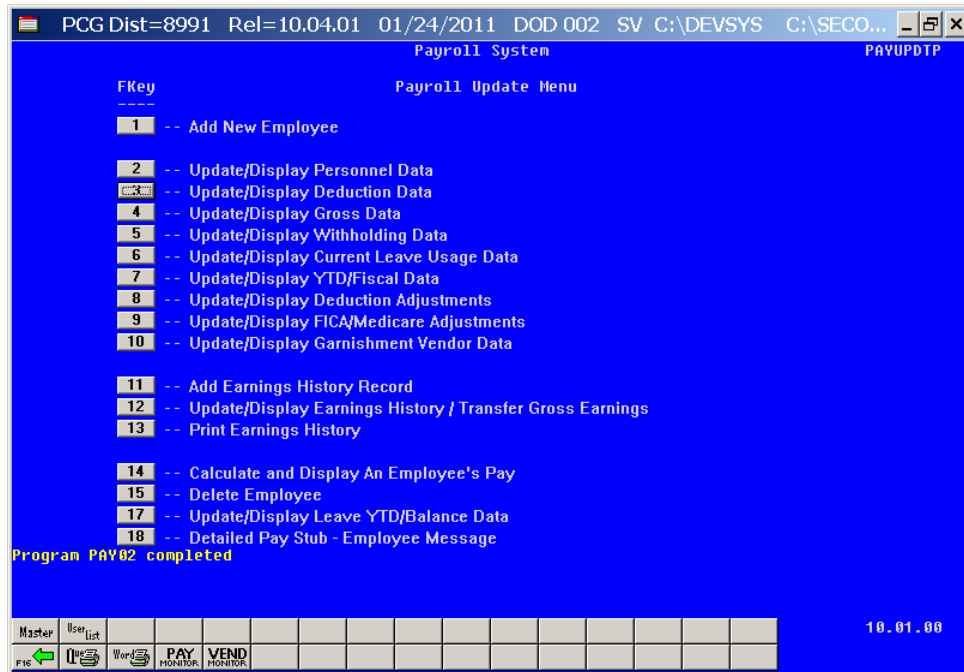 PCG Dist=8991 Rel=10.04.01 01/24/2011 DOD 002 SV C:\DEVSYS C:\SECO...
Payroll System PAYUPDTP
FKey Payroll Update Menu
----
1 -- Add New Employee
2 -- Update/Display Personnel Data
3 -- Update/Display Deduction Data
4 -- Update/Display Gross Data
5 -- Update/Display Withholding Data
6 -- Update/Display Current Leave Usage Data
7 -- Update/Display YTD/Fiscal Data
8 -- Update/Display Deduction Adjustments
9 -- Update/Display FICA/Medicare Adjustments
10 -- Update/Display Garnishment Vendor Data
11 -- Add Earnings History Record
12 -- Update/Display Earnings History / Transfer Gross Earnings
13 -- Print Earnings History
14 -- Calculate and Display An Employee's Pay
15 -- Delete Employee
17 -- Update/Display Leave YTD/Balance Data
18 -- Detailed Pay Stub - Employee Message
Program PAY02 completed
Master User List 10.01.00
F16 Que Word PAY MONITOR VEND MONITOR